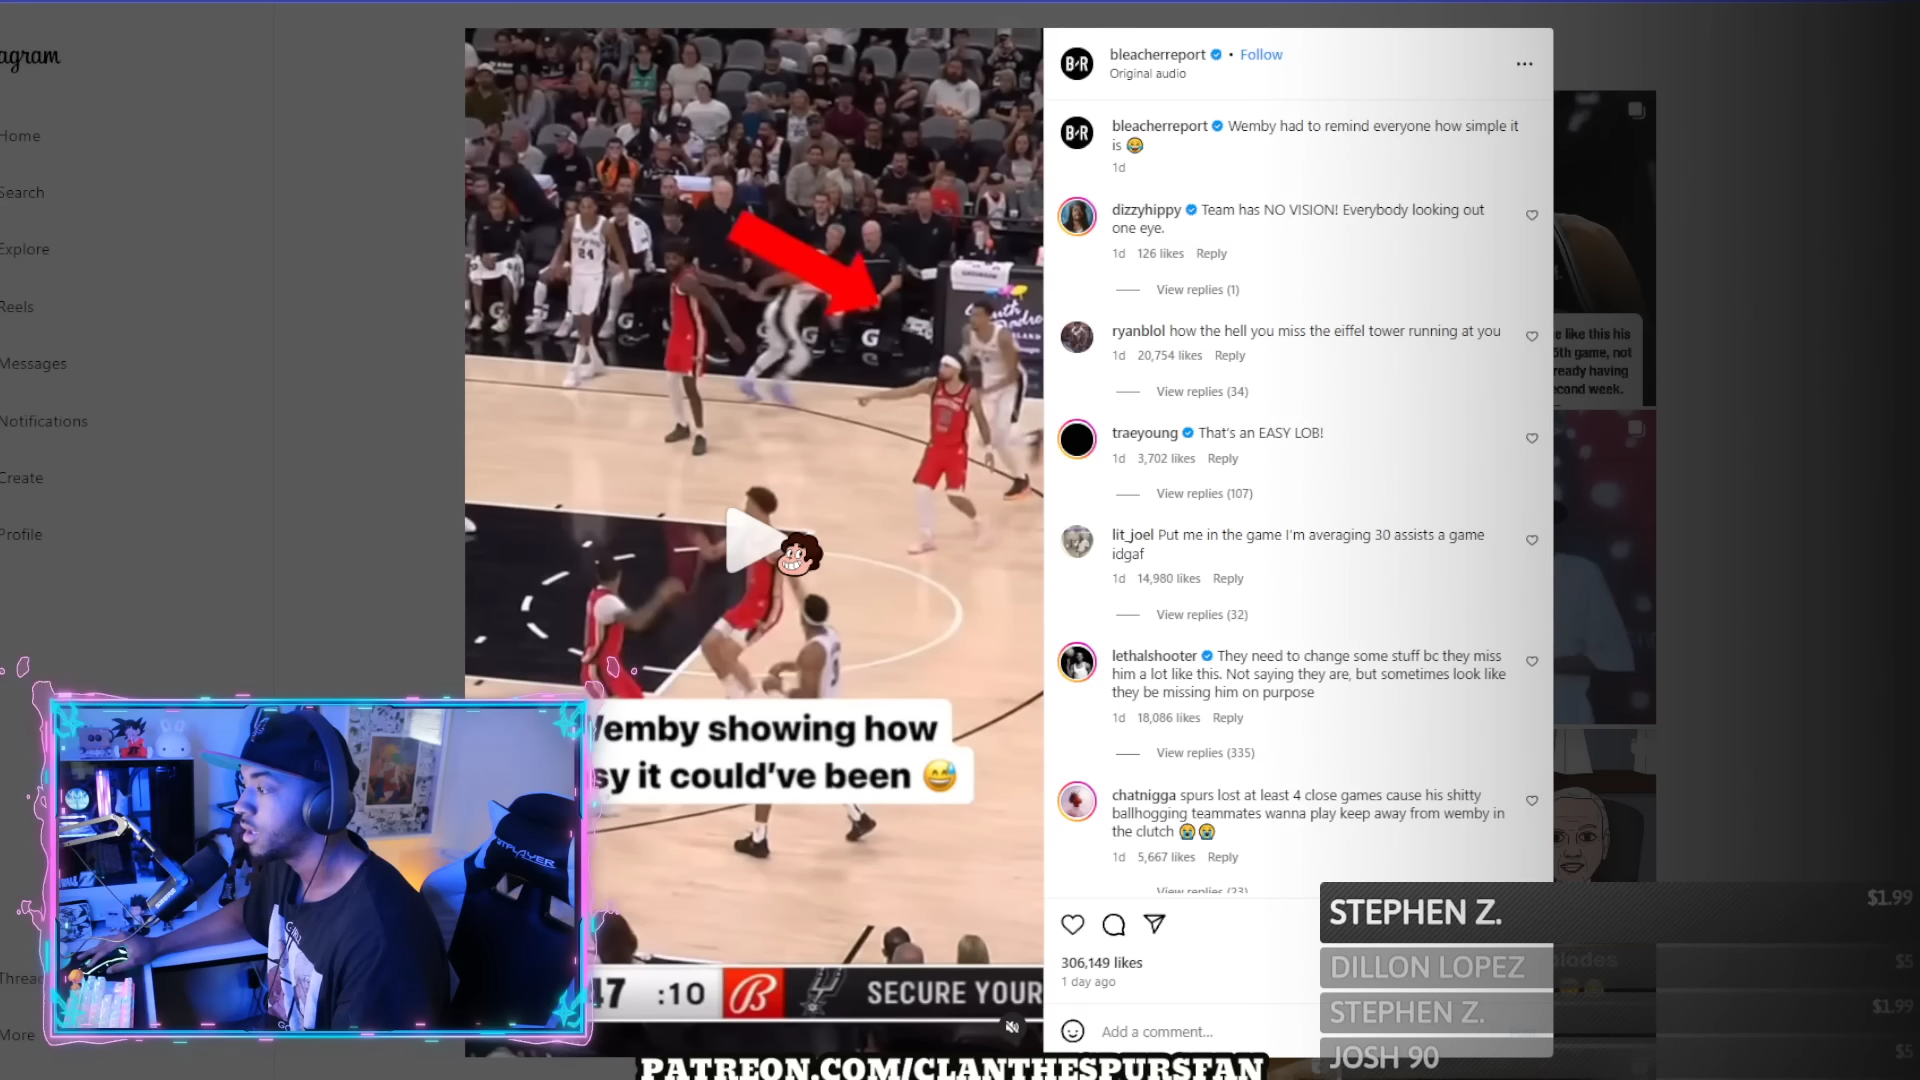 agram
Home
Search
Explore
Reels
Messages
Notifications
Create
Profile
Threa
More
24
G
G
G
Wemby showing how
sy it could've been 😅
47 :10 B SECURE YOUR
B/R
bleacherreport • Follow
Original audio
B/R
bleacherreport Wemby had to remind everyone how simple it
is 😂
1d
dizzyhippy Team has NO VISION! Everybody looking out
one eye.
1d 126 likes Reply
View replies (1)
ryanblol how the hell you miss the eiffel tower running at you
1d 20,754 likes Reply
View replies (34)
traeyoung That's an EASY LOB!
1d 3,702 likes Reply
View replies (107)
lit_joel Put me in the game I'm averaging 30 assists a game
idgaf
1d 14,980 likes Reply
View replies (32)
lethalshooter They need to change some stuff bc they miss
him a lot like this. Not saying they are, but sometimes look like
they be missing him on purpose
1d 18,086 likes Reply
View replies (335)
chatnigga spurs lost at least 4 close games cause his shitty
ballhogging teammates wanna play keep away from wemby in
the clutch 😭😭
1d 5,667 likes Reply
View replies (23)
306,149 likes
1 day ago
Add a comment...
e like this his
5th game, not
ready having
econd week.
STEPHEN Z. $1.99
DILLON LOPEZ $5
STEPHEN Z. $1.99
JOSH 90 $5
PATREON.COM/CLANTHESPURSFAN